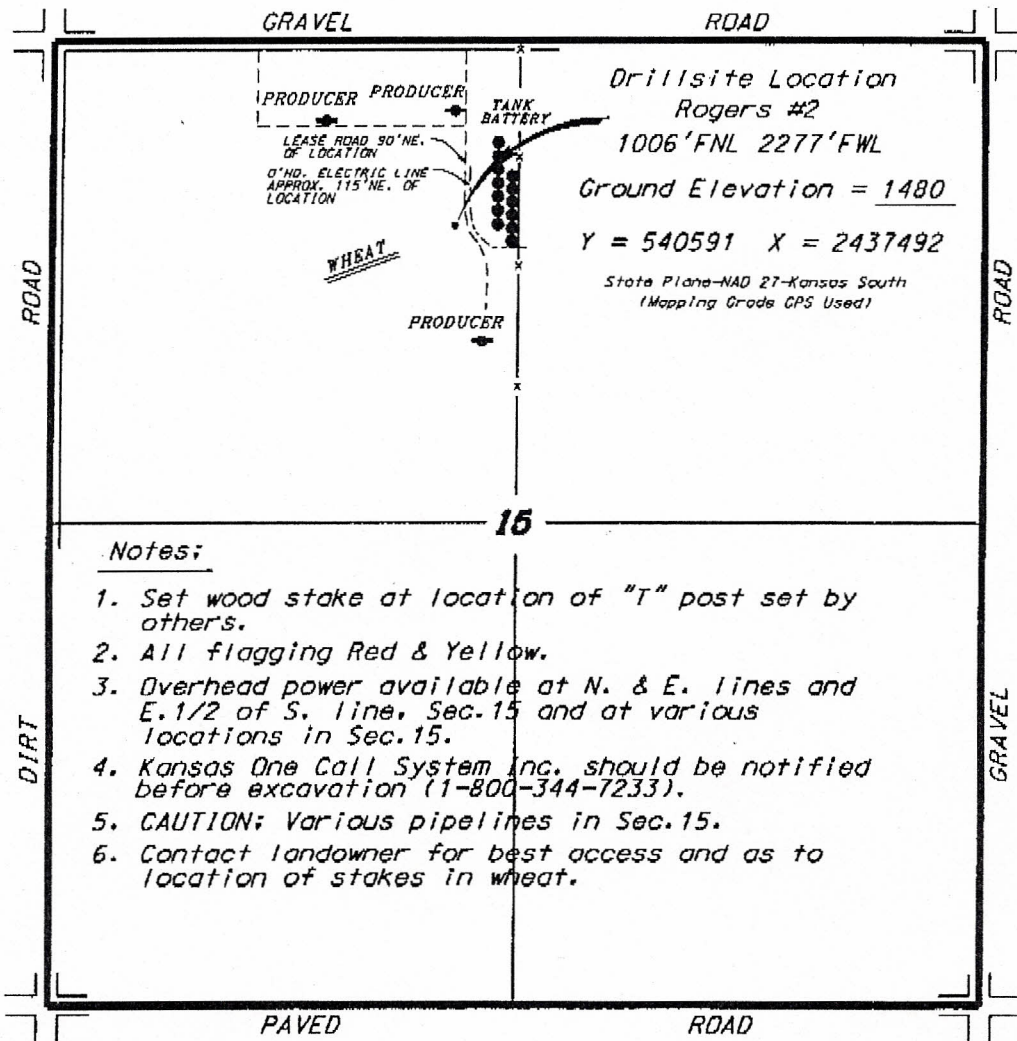 GRAVEL ROAD
Drillsite Location
Rogers #2
1006'FNL 2277'FWL
Ground Elevation = 1480
Y = 540591 X = 2437492
State Plane-NAD 27-Kansas South
(Mapping Grade GPS Used)
PRODUCER
PRODUCER
TANK
BATTERY
LEASE ROAD 90'NE.
OF LOCATION
O'HD. ELECTRIC LINE
APPROX. 115'NE. OF
LOCATION
WHEAT
PRODUCER
ROAD
ROAD
15
Notes:
1. Set wood stake at location of "T" post set by
others.
2. All flagging Red & Yellow.
3. Overhead power available at N. & E. lines and
E. 1/2 of S. line, Sec. 15 and at various
locations in Sec. 15.
4. Kansas One Call System Inc. should be notified
before excavation (1-800-344-7233).
5. CAUTION: Various pipelines in Sec. 15.
6. Contact landowner for best access and as to
location of stakes in wheat.
DIRT
GRAVEL
PAVED ROAD